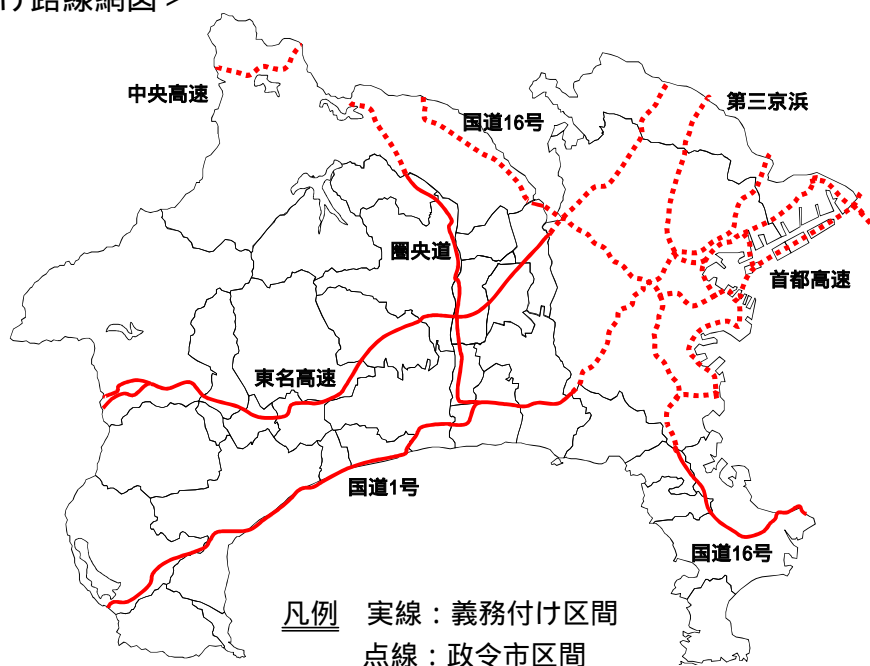 け路線網図>
中央高速
国道16号
第三京浜
圏央道
首都高速
東名高速
国道1号
国道16号
凡例 実線:義務付け区間
点線:政令市区間